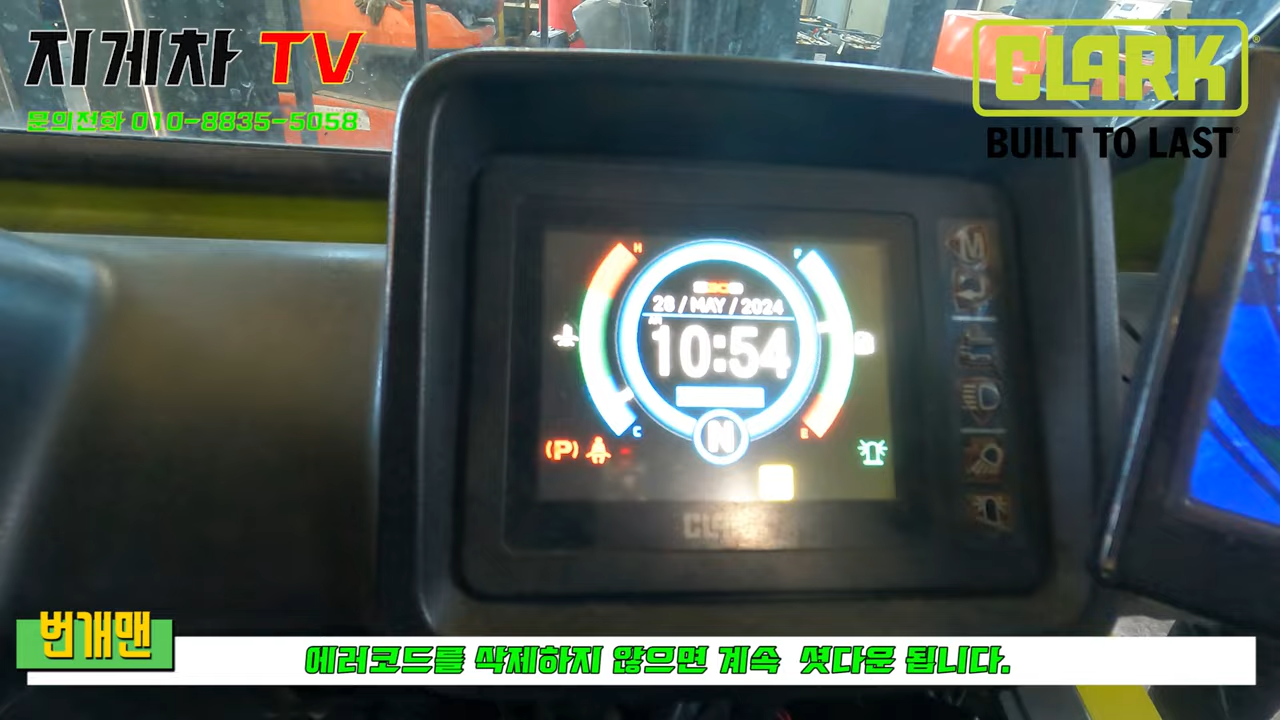 지게차 TV
문의전화 010-8835-5058
CLARK
BUILT TO LAST
H
28 / MAY / 2024
10:54
C
E
N
(P)
M
CLARK
번개맨
에러코드를 삭제하지 않으면 계속 셧다운 됩니다.